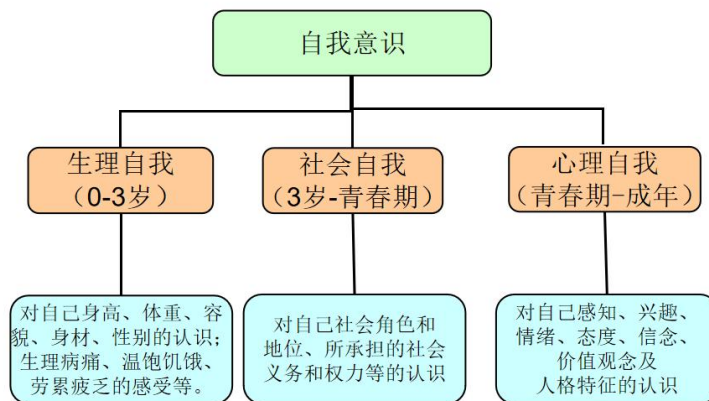 自我意识
生理自我
（0-3岁）
社会自我
（3岁-青春期）
心理自我
（青春期-成年）
对自己身高、体重、容
貌、身材、性别的认识；
生理病痛、温饱饥饿、
劳累疲乏的感受等。
对自己社会角色和
地位、所承担的社会
义务和权力等的认识
对自己感知、兴趣、
情绪、态度、信念、
价值观念及
人格特征的认识